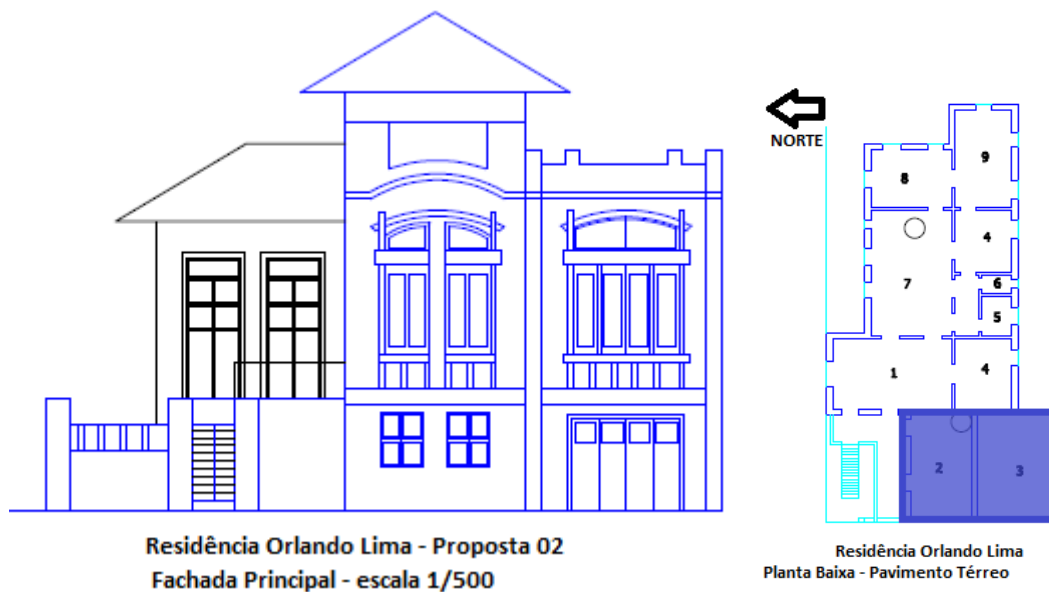 NORTE
9
8
4
7
6
5
1
4
2
3
Residência Orlando Lima - Proposta 02
Fachada Principal - escala 1/500
Residência Orlando Lima
Planta Baixa - Pavimento Térreo